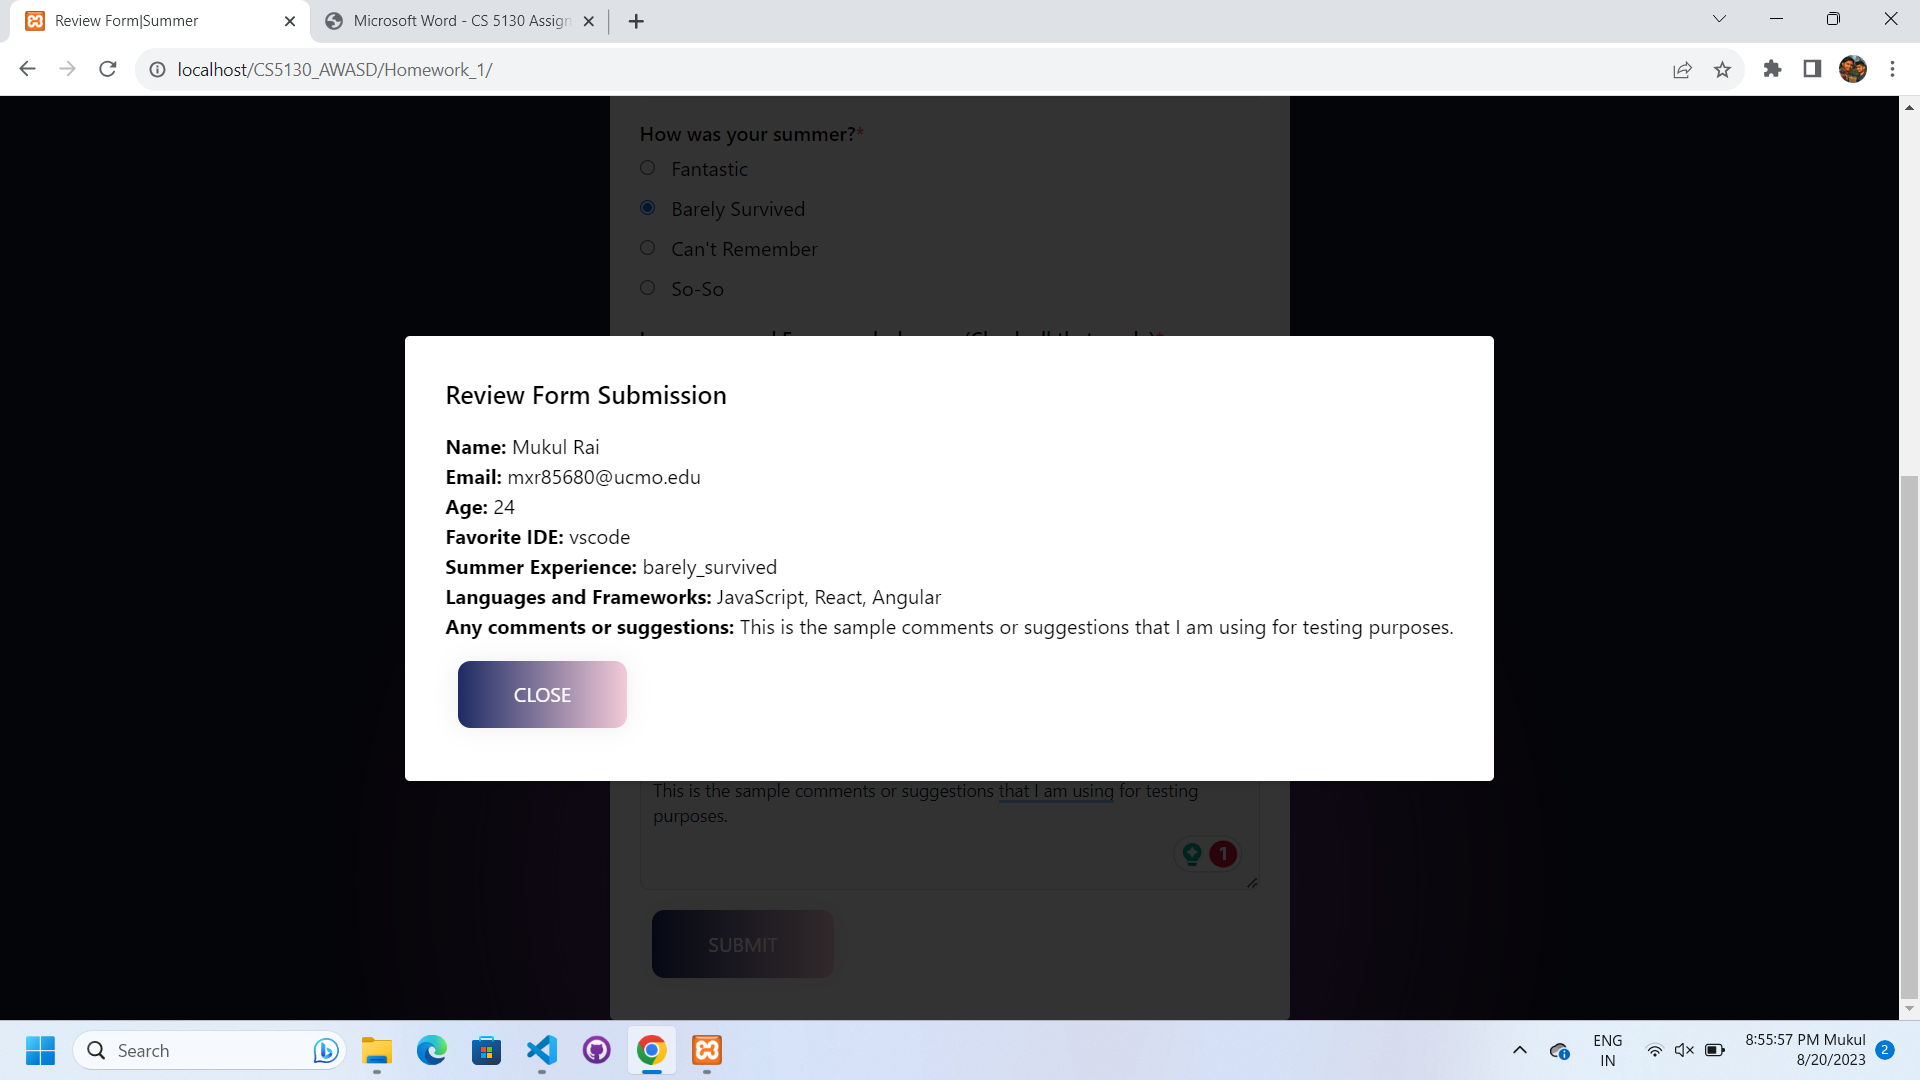 Review Form|Summer
Microsoft Word - CS 5130 Assign
localhost/CS5130_AWASD/Homework_1/
How was your summer?*
Fantastic
Barely Survived
Can't Remember
So-So
Review Form Submission
Name: Mukul Rai
Email: mxr85680@ucmo.edu
Age: 24
Favorite IDE: vscode
Summer Experience: barely_survived
Languages and Frameworks: JavaScript, React, Angular
Any comments or suggestions: This is the sample comments or suggestions that I am using for testing purposes.
CLOSE
This is the sample comments or suggestions that I am using for testing
purposes.
1
SUBMIT
Search
ENG
IN
8:55:57 PM Mukul
8/20/2023
2